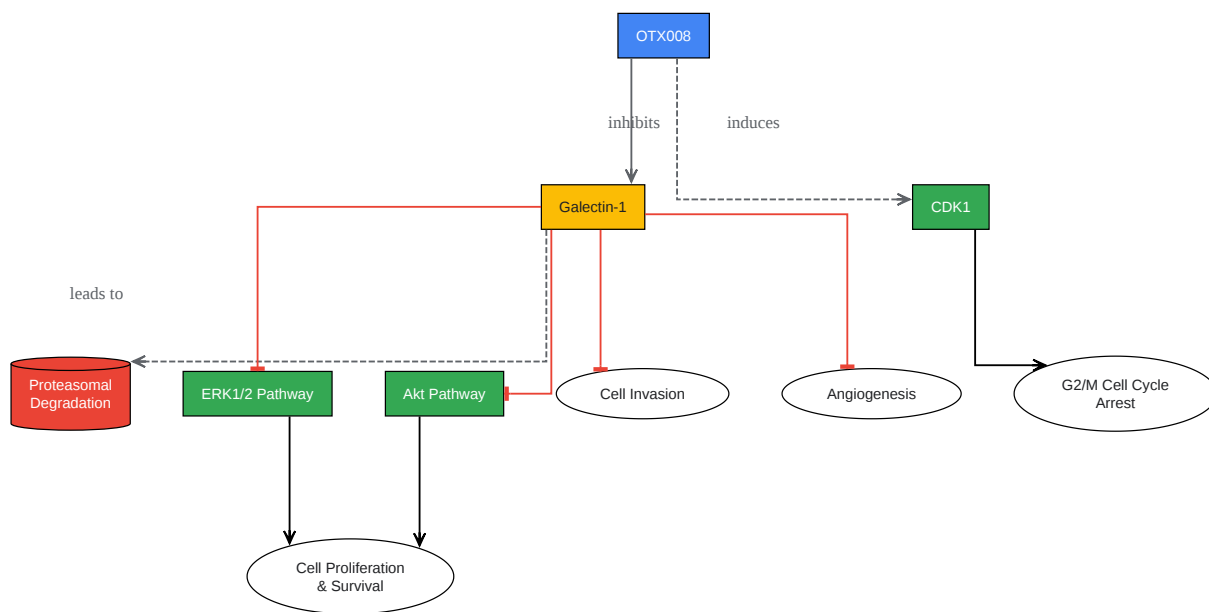 OTX008
inhibits
induces
Galectin-1
CDK1
leads to
Proteasomal
Degradation
ERK1/2 Pathway
Akt Pathway
Cell Invasion
Angiogenesis
G2/M Cell Cycle
Arrest
Cell Proliferation
& Survival